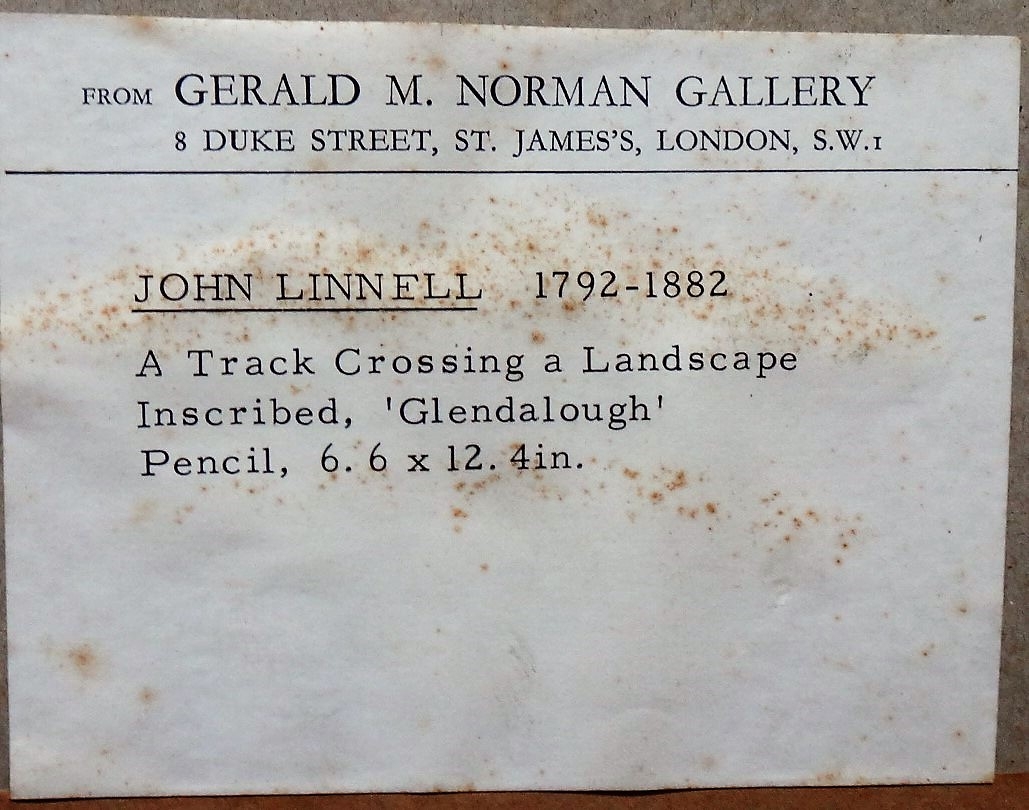 FROM GERALD M. NORMAN GALLERY
8 DUKE STREET, ST. JAMES'S, LONDON, S.W.1
JOHN LINNELL 1792-1882
A Track Crossing a Landscape
Inscribed, 'Glendalough'
Pencil, 6.6 x 12.4in.